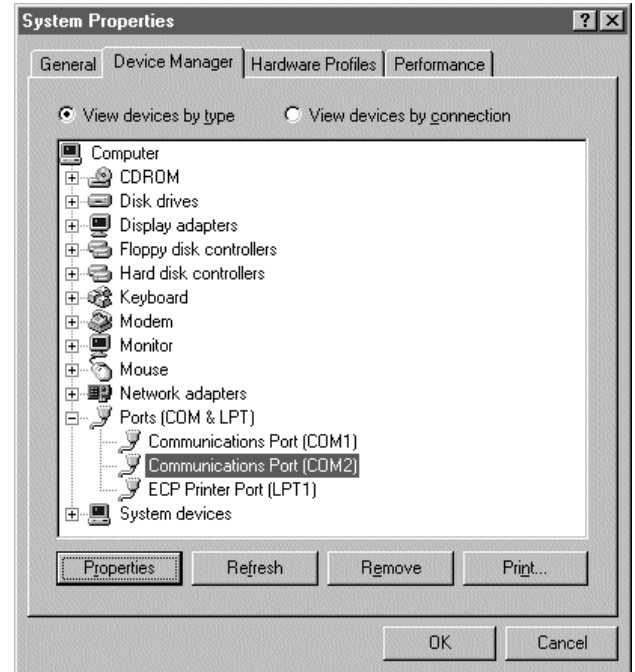 System Properties
General Device Manager Hardware Profiles Performance
View devices by type View devices by connection
Computer
CDROM
Disk drives
Display adapters
Floppy disk controllers
Hard disk controllers
Keyboard
Modem
Monitor
Mouse
Network adapters
Ports (COM & LPT)
Communications Port (COM1)
Communications Port (COM2)
ECP Printer Port (LPT1)
System devices
Properties Refresh Remove Print...
OK Cancel